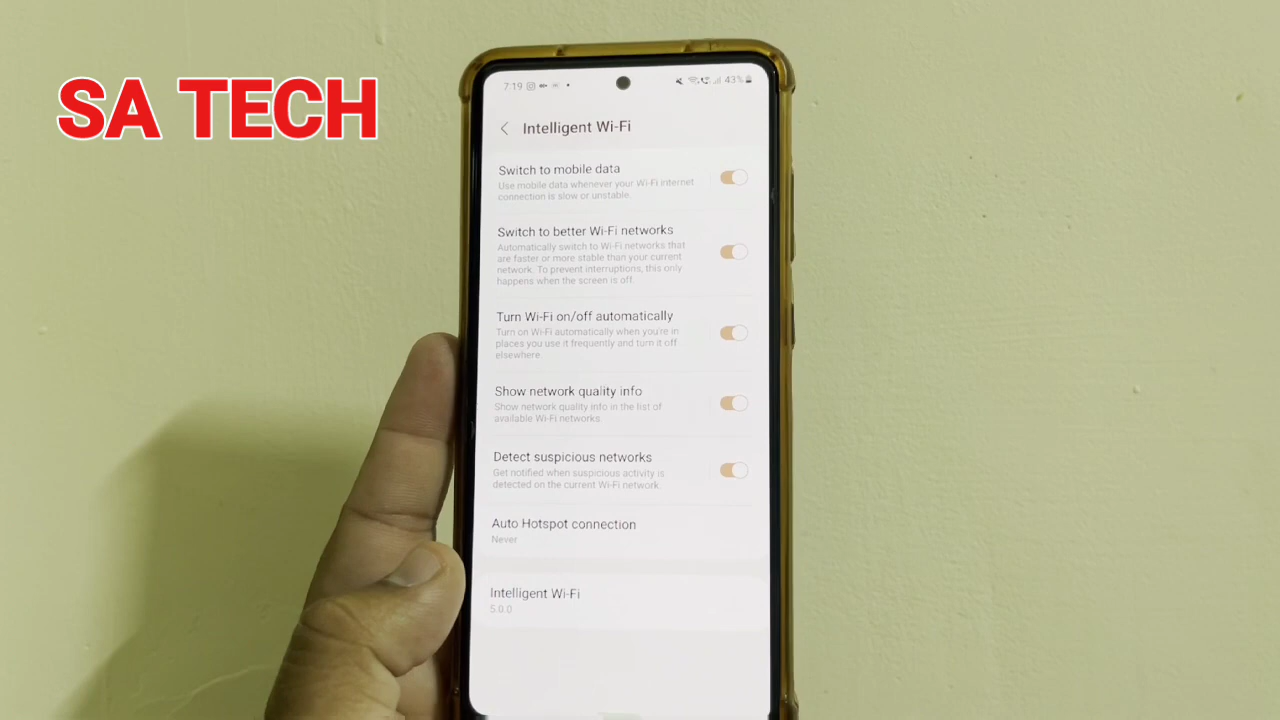 SA TECH
7:19
43%
Intelligent Wi-Fi
Switch to mobile data
Use mobile data whenever your Wi-Fi internet
connection is slow or unstable.
Switch to better Wi-Fi networks
Automatically switch to Wi-Fi networks that
are faster or more stable than your current
network. To prevent interruptions, this only
happens when the screen is off.
Turn Wi-Fi on/off automatically
Turn on Wi-Fi automatically when you're in
places you use it frequently and turn it off
elsewhere.
Show network quality info
Show network quality info in the list of
available Wi-Fi networks.
Detect suspicious networks
Get notified when suspicious activity is
detected on the current Wi-Fi network.
Auto Hotspot connection
Never
Intelligent Wi-Fi
5.0.0